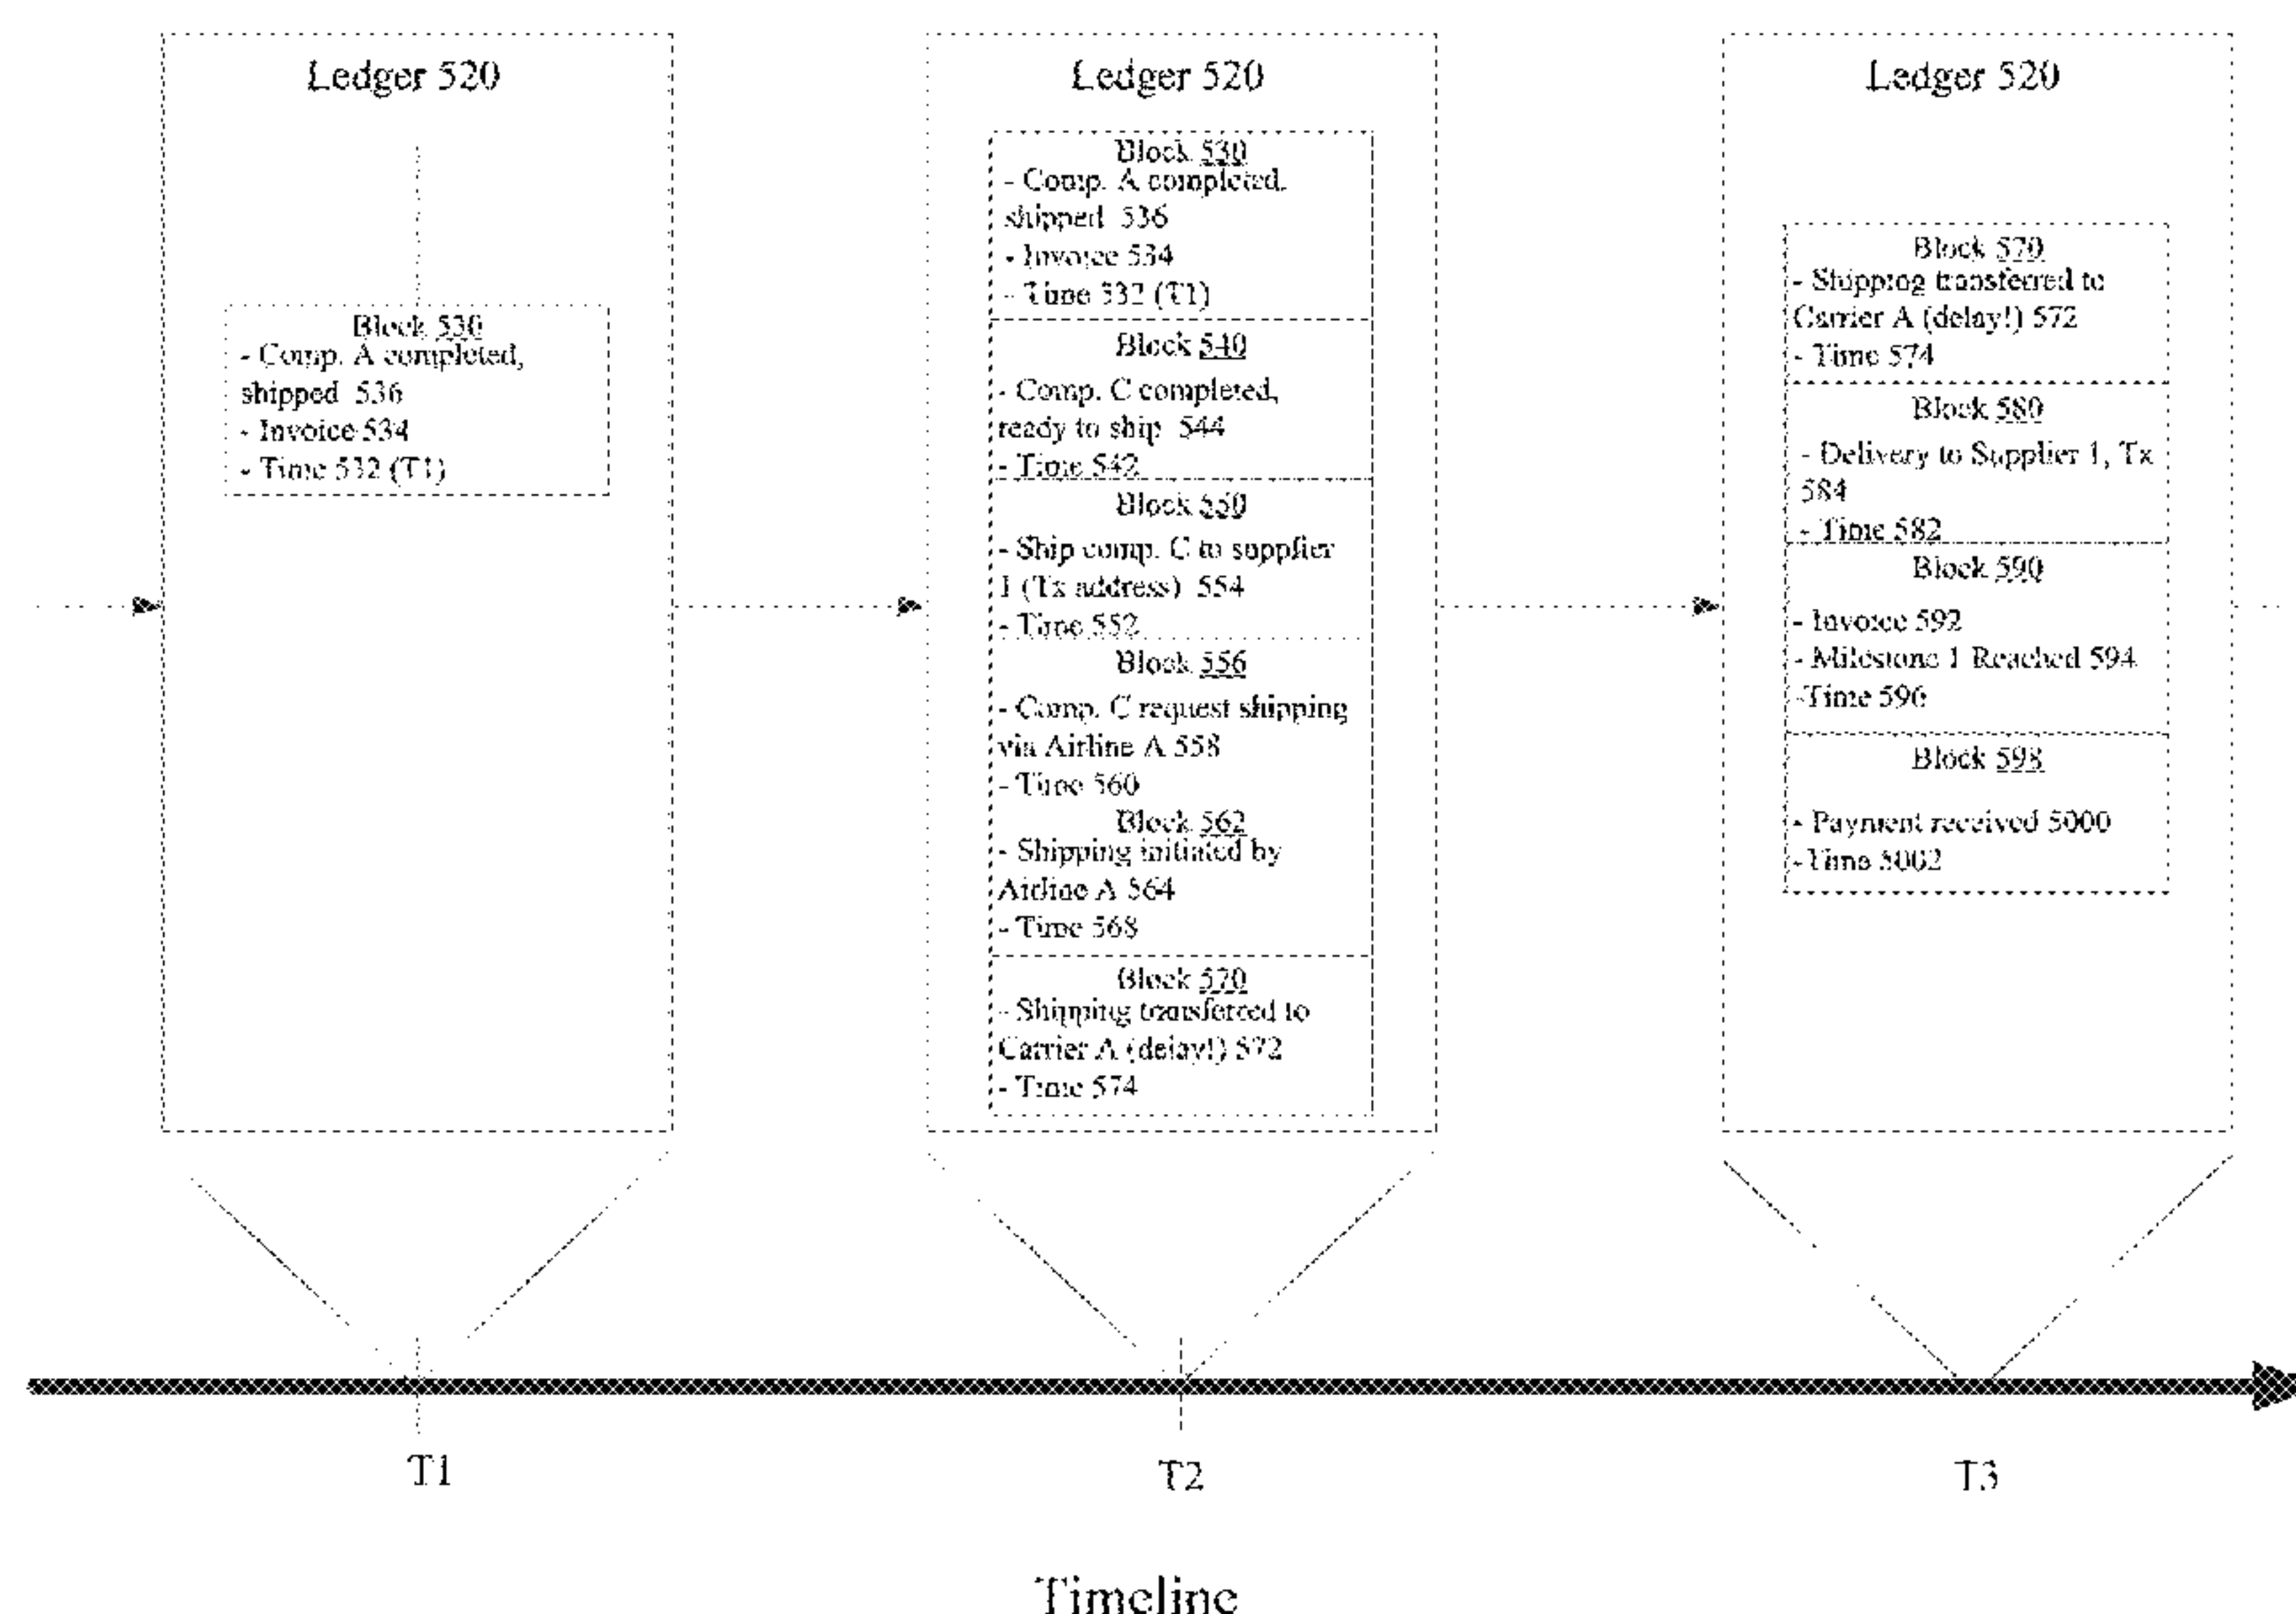 Ledger 520
Block 530
- Comp. A completed,
shipped 536
- Invoice 534
- Time 532 (T1)
Ledger 520
Block 530
- Comp. A completed,
shipped 536
- Invoice 534
- Time 532 (T1)
Block 540
- Comp. C completed,
ready to ship 544
- Time 542
Block 550
- Ship comp. C to supplier
1 (Tx address) 554
- Time 552
Block 556
- Comp. C request shipping
via Airline A 558
- Time 560
Block 562
- Shipping initiated by
Airline A 564
- Time 568
Block 570
- Shipping transferred to
Carrier A (delay!) 572
- Time 574
Ledger 520
Block 570
- Shipping transferred to
Carrier A (delay!) 572
- Time 574
Block 580
- Delivery to Supplier 1, Tx
584
- Time 582
Block 590
- Invoice 592
- Milestone 1 Reached 594
-Time 596
Block 598
- Payment received 5000
-Time 5002
T1
T2
T3
Timeline